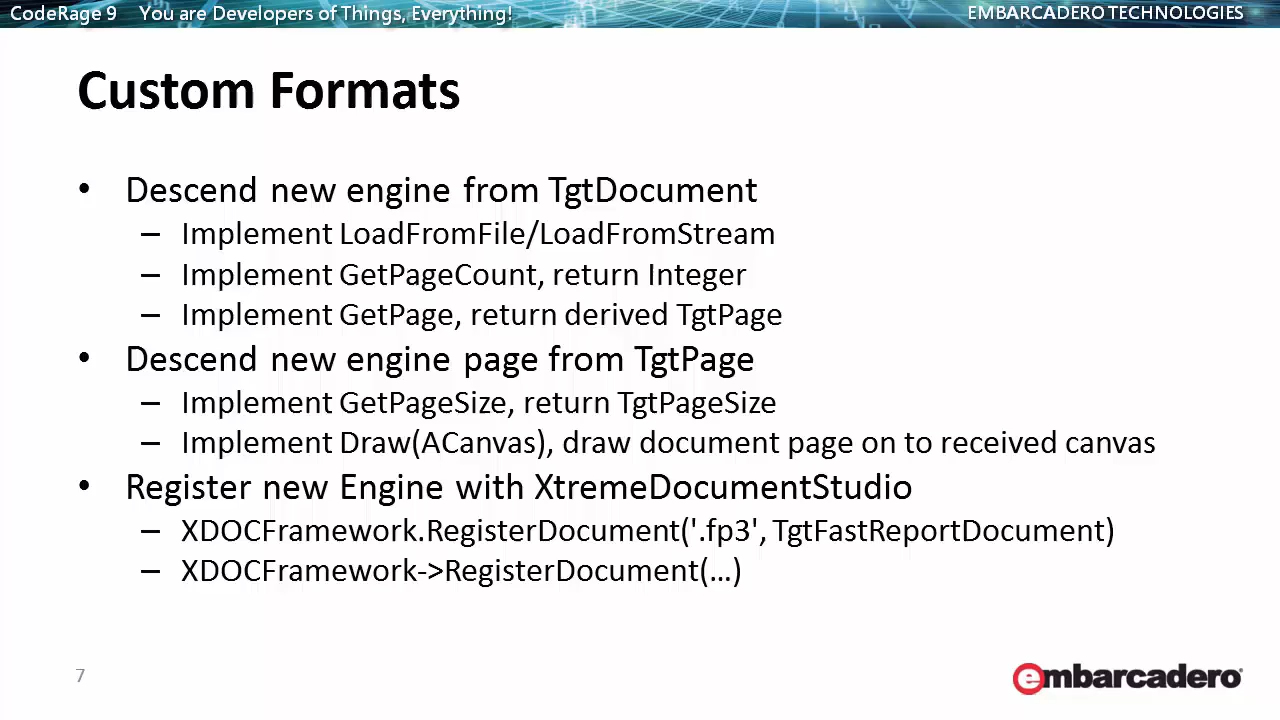 CodeRage 9 You are Developers of Things, Everything! EMBARCADERO TECHNOLOGIES
Custom Formats
• Descend new engine from TgtDocument
– Implement LoadFromFile/LoadFromStream
– Implement GetPageCount, return Integer
– Implement GetPage, return derived TgtPage
• Descend new engine page from TgtPage
– Implement GetPageSize, return TgtPageSize
– Implement Draw(ACanvas), draw document page on to received canvas
• Register new Engine with XtremeDocumentStudio
– XDOCFramework.RegisterDocument('.fp3', TgtFastReportDocument)
– XDOCFramework->RegisterDocument(…)
7
embarcadero